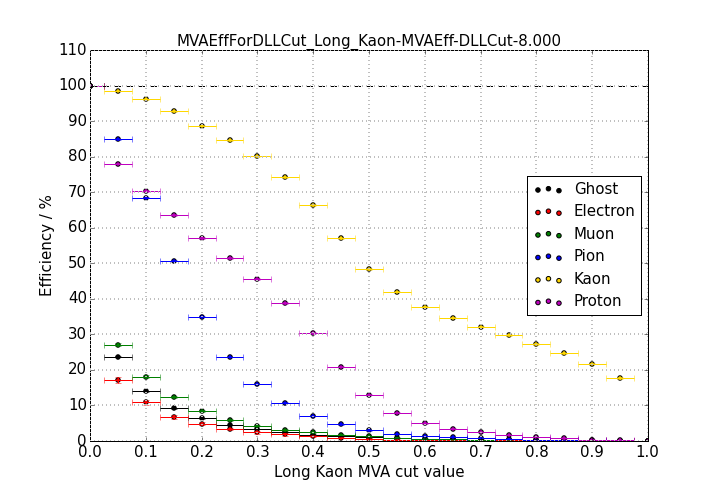 MVAEffForDLLCut_Long_Kaon-MVAEff-DLLCut-8.000
110
100
90
80
70
60
50
40
30
20
10
0
Efficiency / %
Ghost
Electron
Muon
Pion
Kaon
Proton
0.0 0.1 0.2 0.3 0.4 0.5 0.6 0.7 0.8 0.9 1.0
Long Kaon MVA cut value